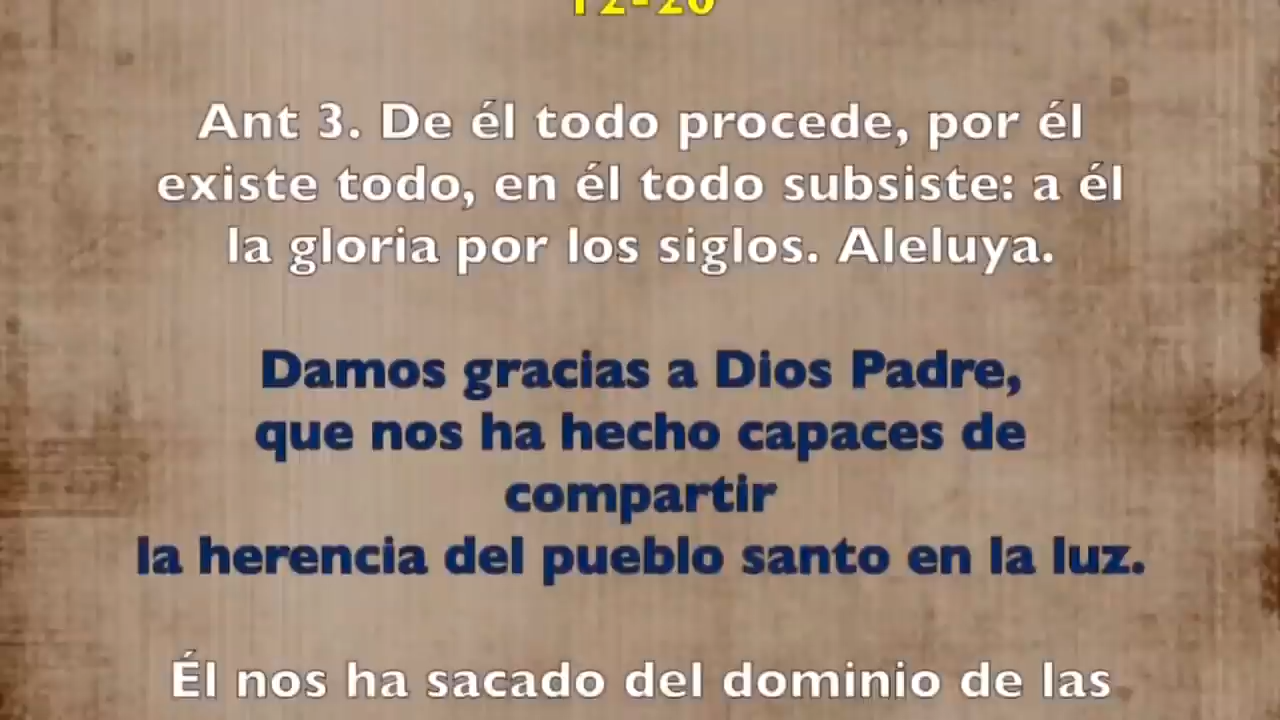 12-20
Ant 3. De él todo procede, por él
existe todo, en él todo subsiste: a él
la gloria por los siglos. Aleluya.
Damos gracias a Dios Padre,
que nos ha hecho capaces de
compartir
la herencia del pueblo santo en la luz.
Él nos ha sacado del dominio de las